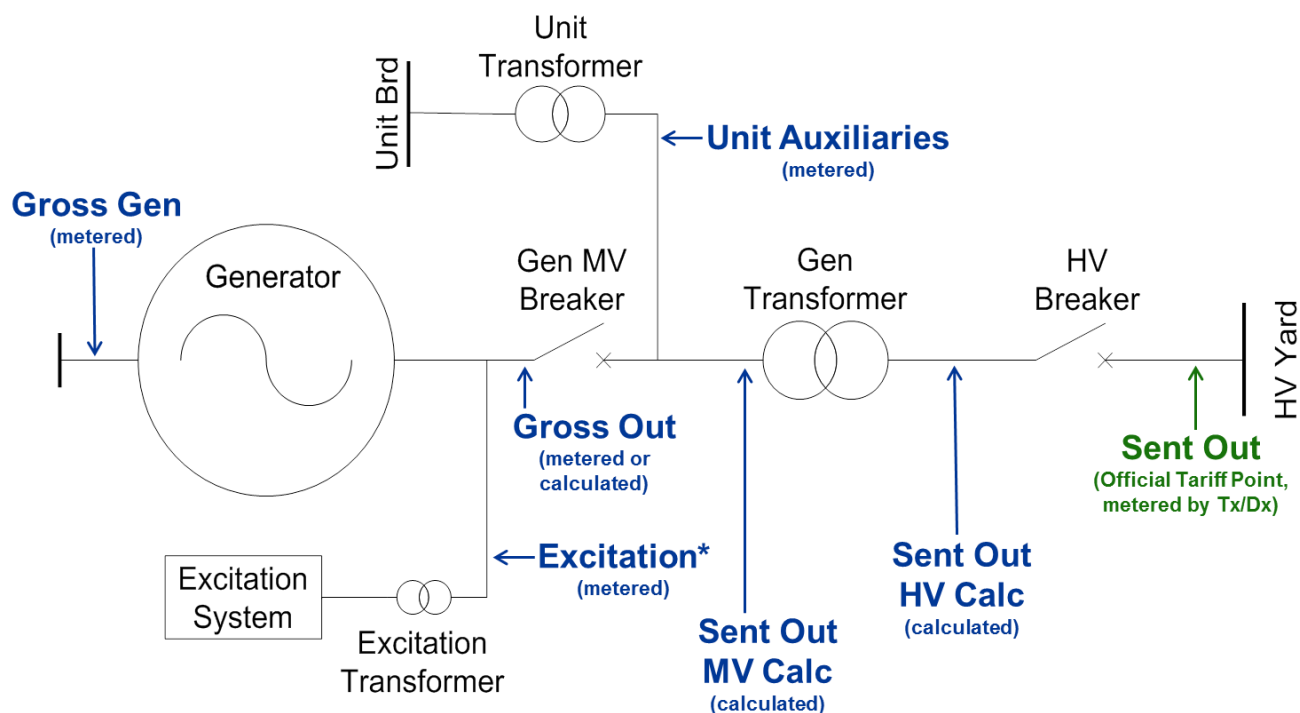 Unit
Transformer
Unit Brd
Unit Auxiliaries
(metered)
Gross Gen
(metered)
Generator
Gen MV
Breaker
Gen
Transformer
HV
Breaker
HV Yard
Gross Out
(metered or
calculated)
Sent Out
(Official Tariff Point,
metered by Tx/Dx)
Excitation*
(metered)
Excitation
System
Excitation
Transformer
Sent Out
MV Calc
(calculated)
Sent Out
HV Calc
(calculated)